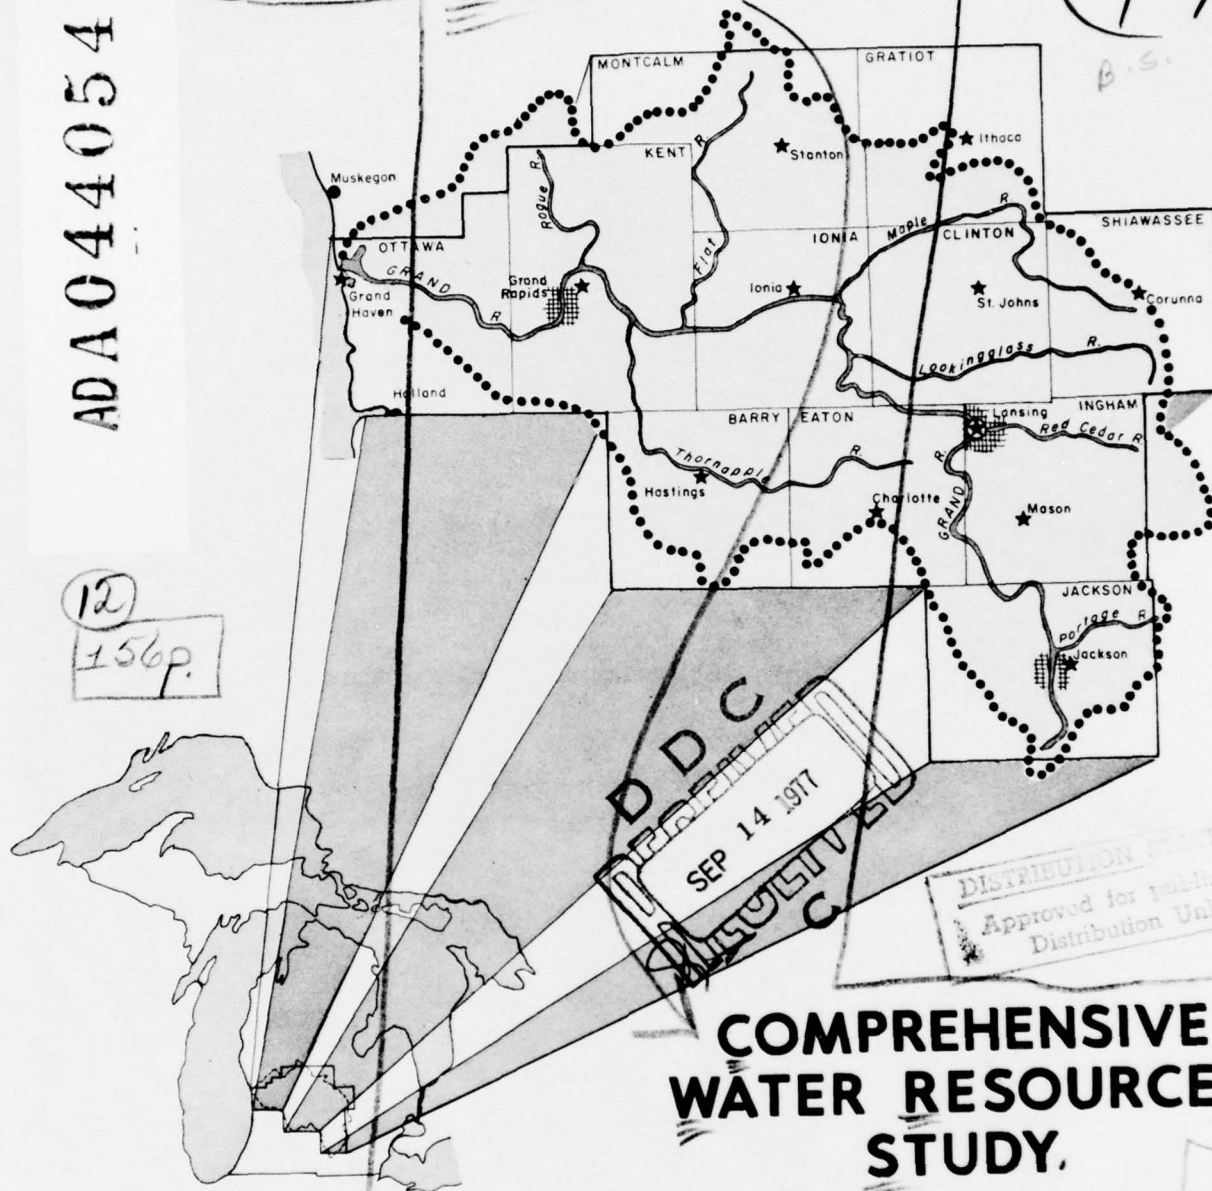 ADA044054
B.S.
MONTCALM
GRATIOT
Ithaca
Stanton
KENT
R.
Flat
Rogue R.
Muskegon
OTTAWA
GRAND R.
Grand
Haven
Grand
Rapids
IONIA
Ionia
Maple R
CLINTON
SHIAWASSEE
St. Johns
Corunna
Lookingglass R.
Holland
BARRY
EATON
Lansing
INGHAM
Red Cedar R.
Thornapple R.
Hastings
Charlotte
GRAND R.
Mason
JACKSON
Portage R
Jackson
12
156p.
D D C
SEP 14 1977
C
DISTRIBUTION
Approved for
Distribution
COMPREHENSIVE
WATER RESOURCE
STUDY.